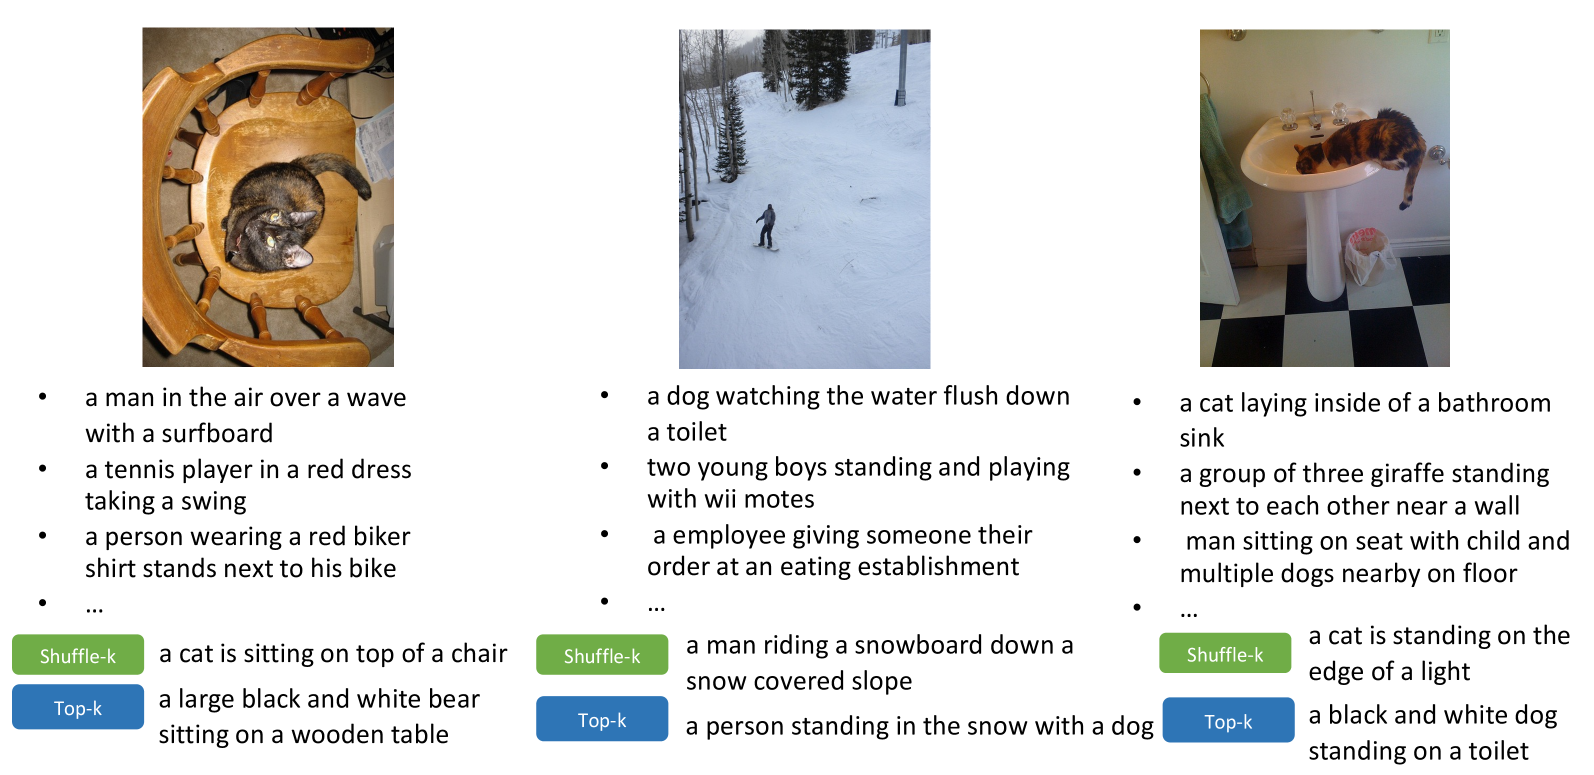 • a man in the air over a wave
with a surfboard
• a tennis player in a red dress
taking a swing
• a person wearing a red biker
shirt stands next to his bike
• ...
Shuffle-k a cat is sitting on top of a chair
Top-k a large black and white bear
sitting on a wooden table
• a dog watching the water flush down
a toilet
• two young boys standing and playing
with wii motes
• a employee giving someone their
order at an eating establishment
• ...
Shuffle-k a man riding a snowboard down a
snow covered slope
Top-k a person standing in the snow with a dog
• a cat laying inside of a bathroom
sink
• a group of three giraffe standing
next to each other near a wall
• man sitting on seat with child and
multiple dogs nearby on floor
• ...
Shuffle-k a cat is standing on the
edge of a light
Top-k a black and white dog
standing on a toilet